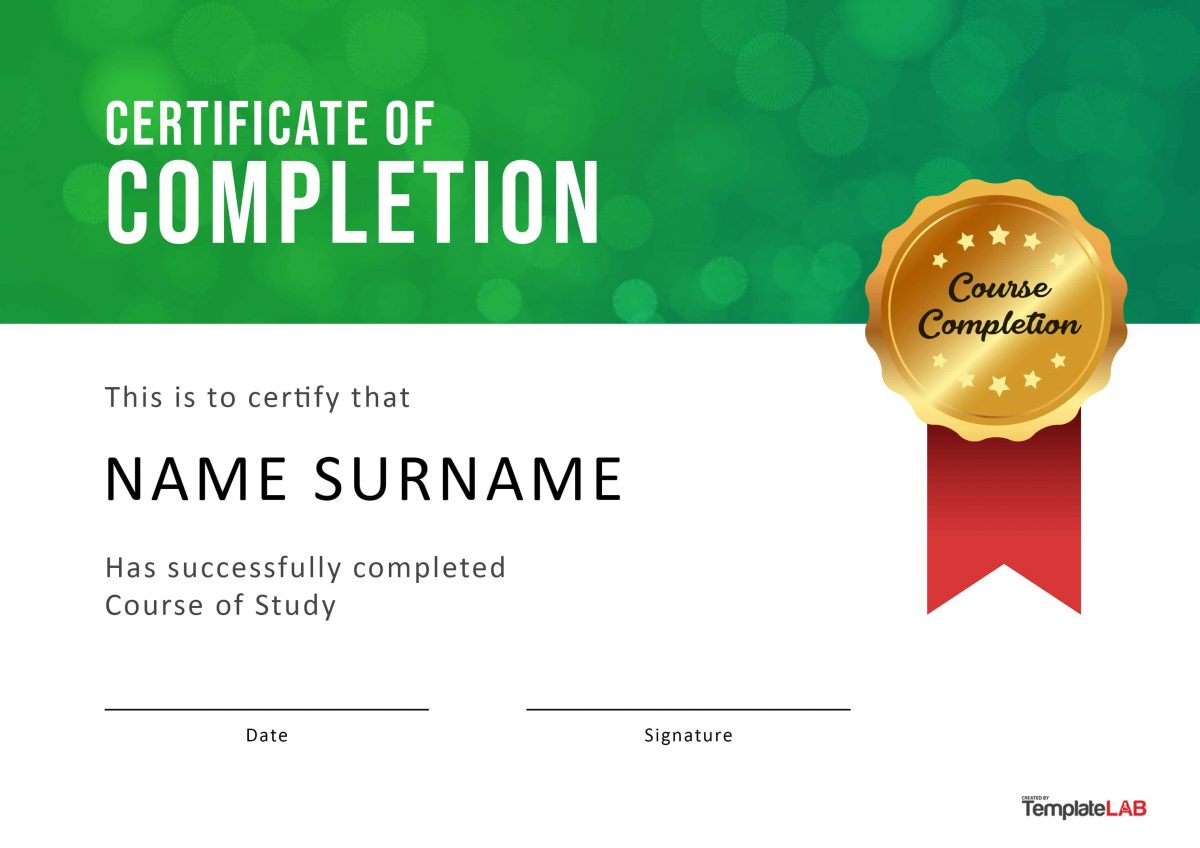 CERTIFICATE OF
COMPLETION
Course
Completion
This is to certify that
NAME SURNAME
Has successfully completed
Course of Study
Date
Signature
CREATED BY
TemplateLAB